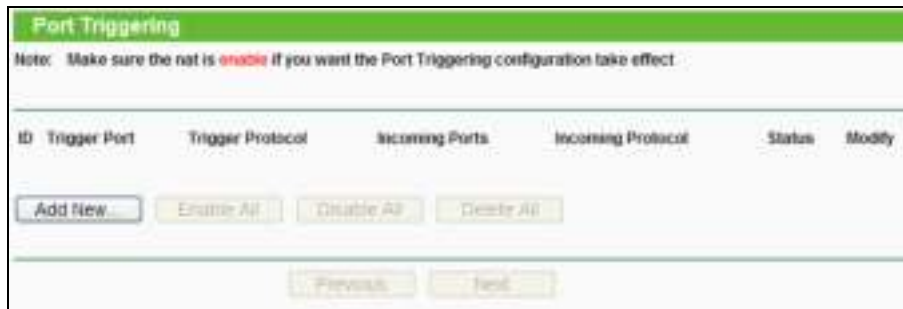 Port Triggering
Note: Make sure the nat is enable if you want the Port Triggering configuration take effect
ID Trigger Port Trigger Protocol Incoming Ports Incoming Protocol Status Modify
Add New... Enable All Disable All Delete All
Previous Next